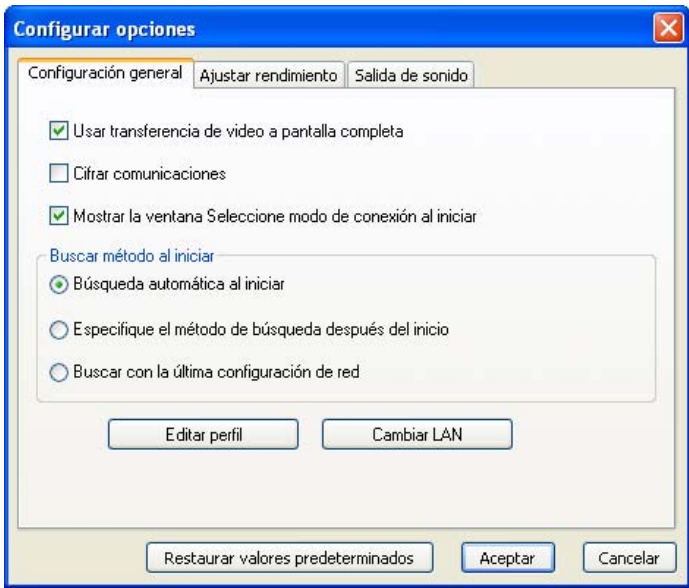 Configurar opciones
Configuración general Ajustar rendimiento Salida de sonido
Usar transferencia de video a pantalla completa
Cifrar comunicaciones
Mostrar la ventana Seleccione modo de conexión al iniciar
Buscar método al iniciar
Búsqueda automática al iniciar
Especifique el método de búsqueda después del inicio
Buscar con la última configuración de red
Editar perfil Cambiar LAN
Restaurar valores predeterminados Aceptar Cancelar